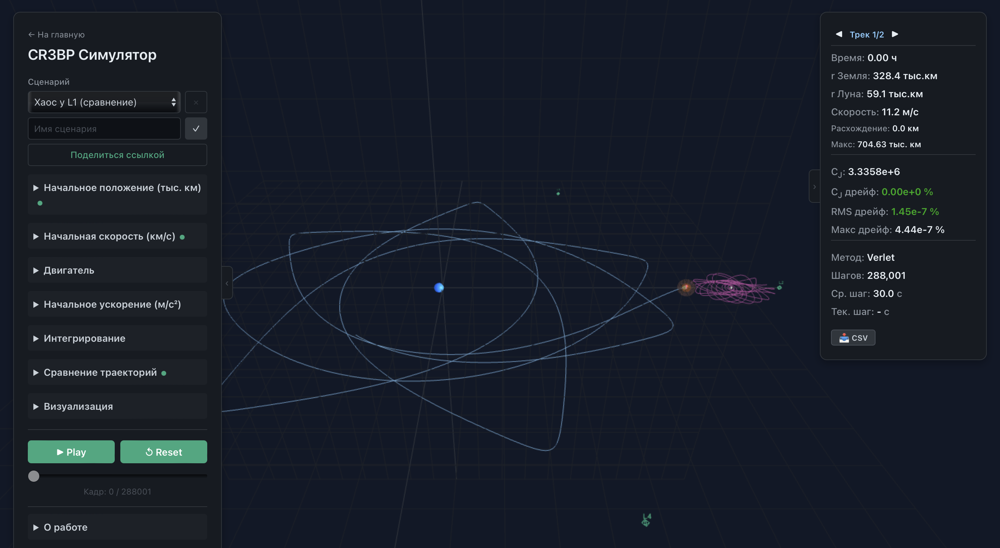 ← На главную
CR3BP Симулятор
Сценарий
Хаос у L1 (сравнение)
×
Имя сценария
✓
Поделиться ссылкой
▶ Начальное положение (тыс. км)
▶ Начальная скорость (км/с)
▶ Двигатель
▶ Начальное ускорение (м/с²)
▶ Интегрирование
▶ Сравнение траекторий
▶ Визуализация
▶ Play
↺ Reset
Кадр: 0 / 288001
▶ О работе
‹
L2
L4
›
◀ Трек 1/2 ▶
Время: 0.00 ч
r Земля: 328.4 тыс.км
r Луна: 59.1 тыс.км
Скорость: 11.2 м/с
Расхождение: 0.0 км
Макс: 704.63 тыс. км
CJ: 3.3358e+6
CJ дрейф: 0.00e+0 %
RMS дрейф: 1.45e-7 %
Макс дрейф: 4.44e-7 %
Метод: Verlet
Шагов: 288,001
Ср. шаг: 30.0 с
Тек. шаг: - с
📥 CSV